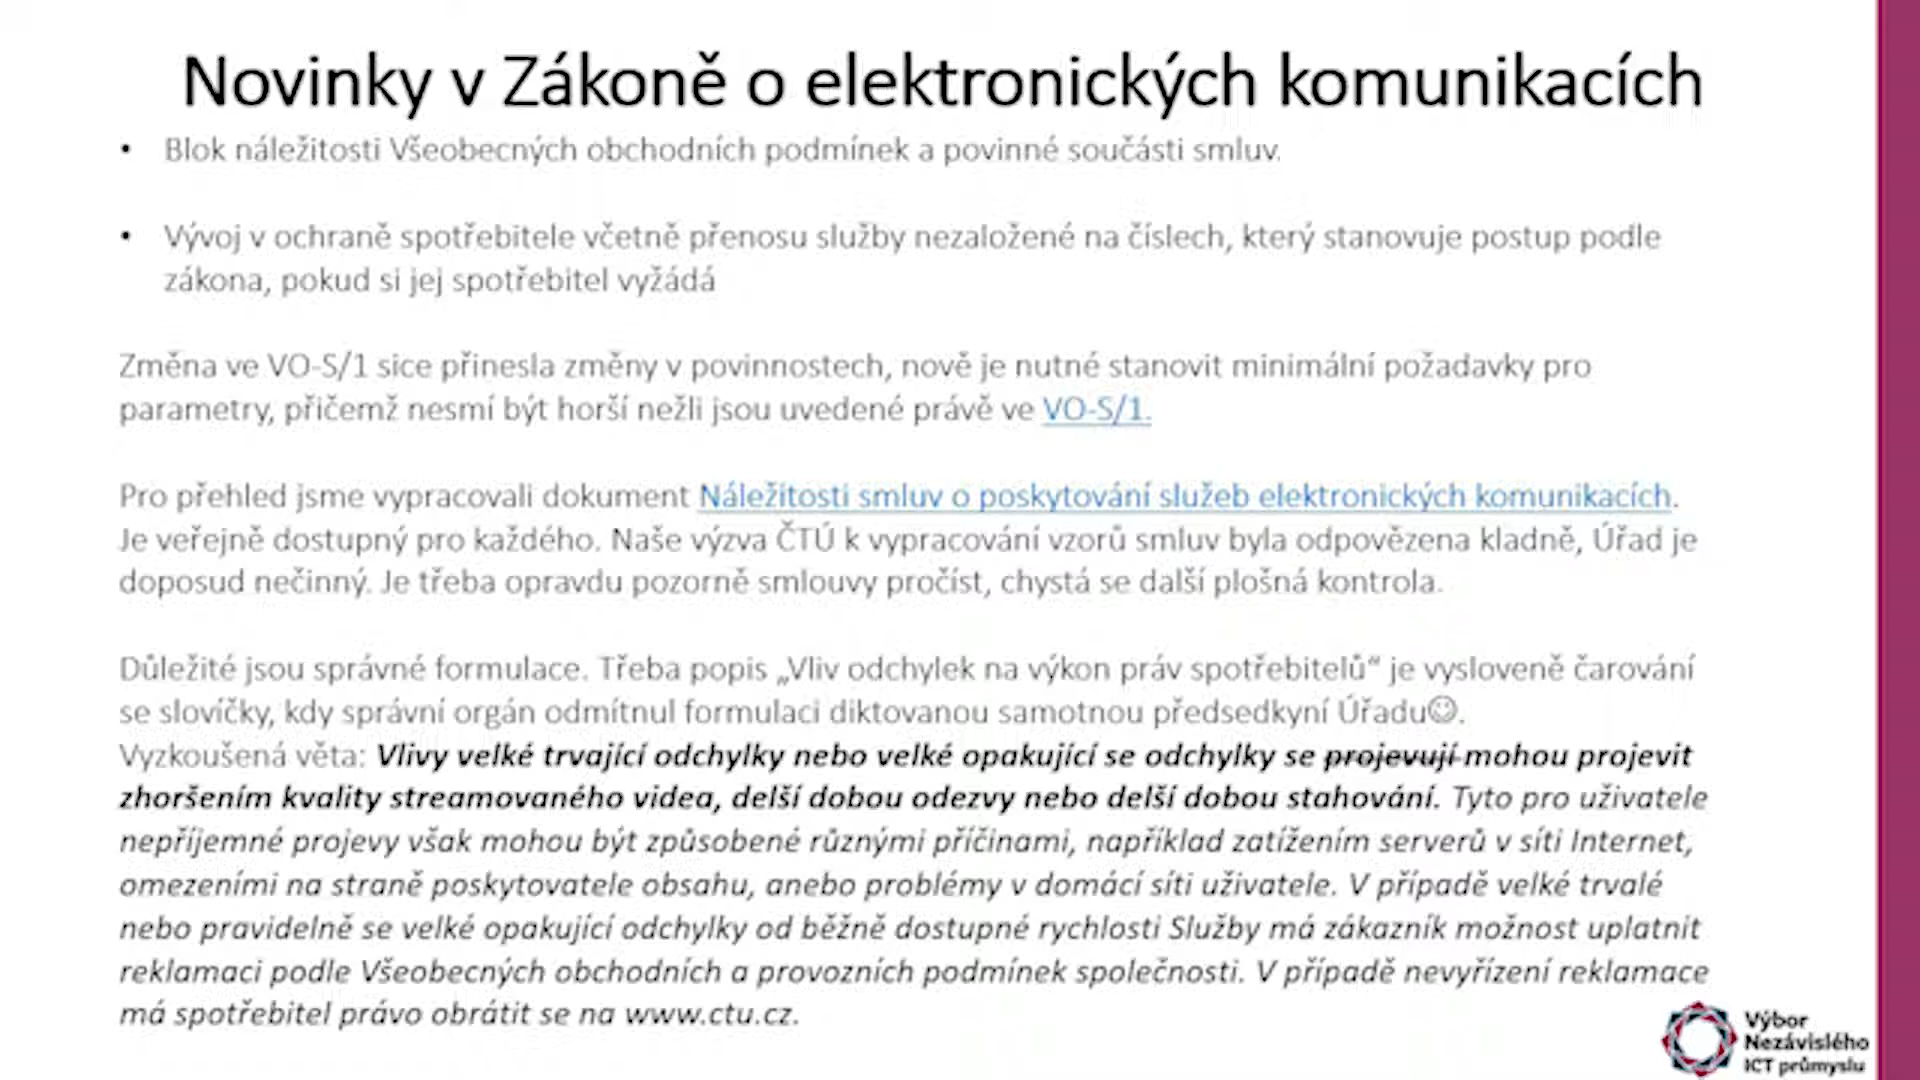 Novinky v Zákoně o elektronických komunikacích
• Blok náležitosti Všeobecných obchodních podmínek a povinné součásti smluv.
• Vývoj v ochraně spotřebitele včetně přenosu služby nezaložené na číslech, který stanovuje postup podle
zákona, pokud si jej spotřebitel vyžádá
Změna ve VO-S/1 sice přinesla změny v povinnostech, nově je nutné stanovit minimální požadavky pro
parametry, přičemž nesmí být horší nežli jsou uvedené právě ve VO-S/1.
Pro přehled jsme vypracovali dokument Náležitosti smluv o poskytování služeb elektronických komunikacích.
Je veřejně dostupný pro každého. Naše výzva ČTÚ k vypracování vzorů smluv byla odpovězena kladně, Úřad je
doposud nečinný. Je třeba opravdu pozorně smlouvy pročíst, chystá se další plošná kontrola.
Důležité jsou správné formulace. Třeba popis „Vliv odchylek na výkon práv spotřebitelů“ je vysloveně čarování
se slovíčky, kdy správní orgán odmítnul formulaci diktovanou samotnou předsedkyní Úřadu☺.
Vyzkoušená věta: Vlivy velké trvající odchylky nebo velké opakující se odchylky se projevují mohou projevit
zhoršením kvality streamovaného videa, delší dobou odezvy nebo delší dobou stahování. Tyto pro uživatele
nepříjemné projevy však mohou být způsobené různými příčinami, například zatížením serverů v síti Internet,
omezeními na straně poskytovatele obsahu, anebo problémy v domácí síti uživatele. V případě velké trvalé
nebo pravidelně se velké opakující odchylky od běžně dostupné rychlosti Služby má zákazník možnost uplatnit
reklamaci podle Všeobecných obchodních a provozních podmínek společnosti. V případě nevyřízení reklamace
má spotřebitel právo obrátit se na www.ctu.cz.
Výbor
Nezávislého
ICT průmyslu